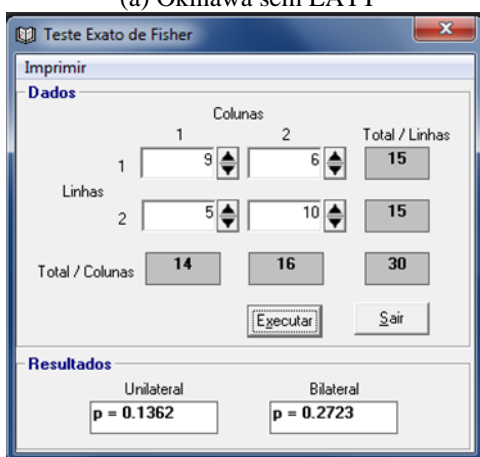 (a) Okinawa sem LATT
Teste Exato de Fisher
Imprimir
Dados
Colunas
1 2 Total / Linhas
1 9 6 15
Linhas
2 5 10 15
Total / Colunas 14 16 30
Executar Sair
Resultados
Unilateral Bilateral
p = 0.1362 p = 0.2723